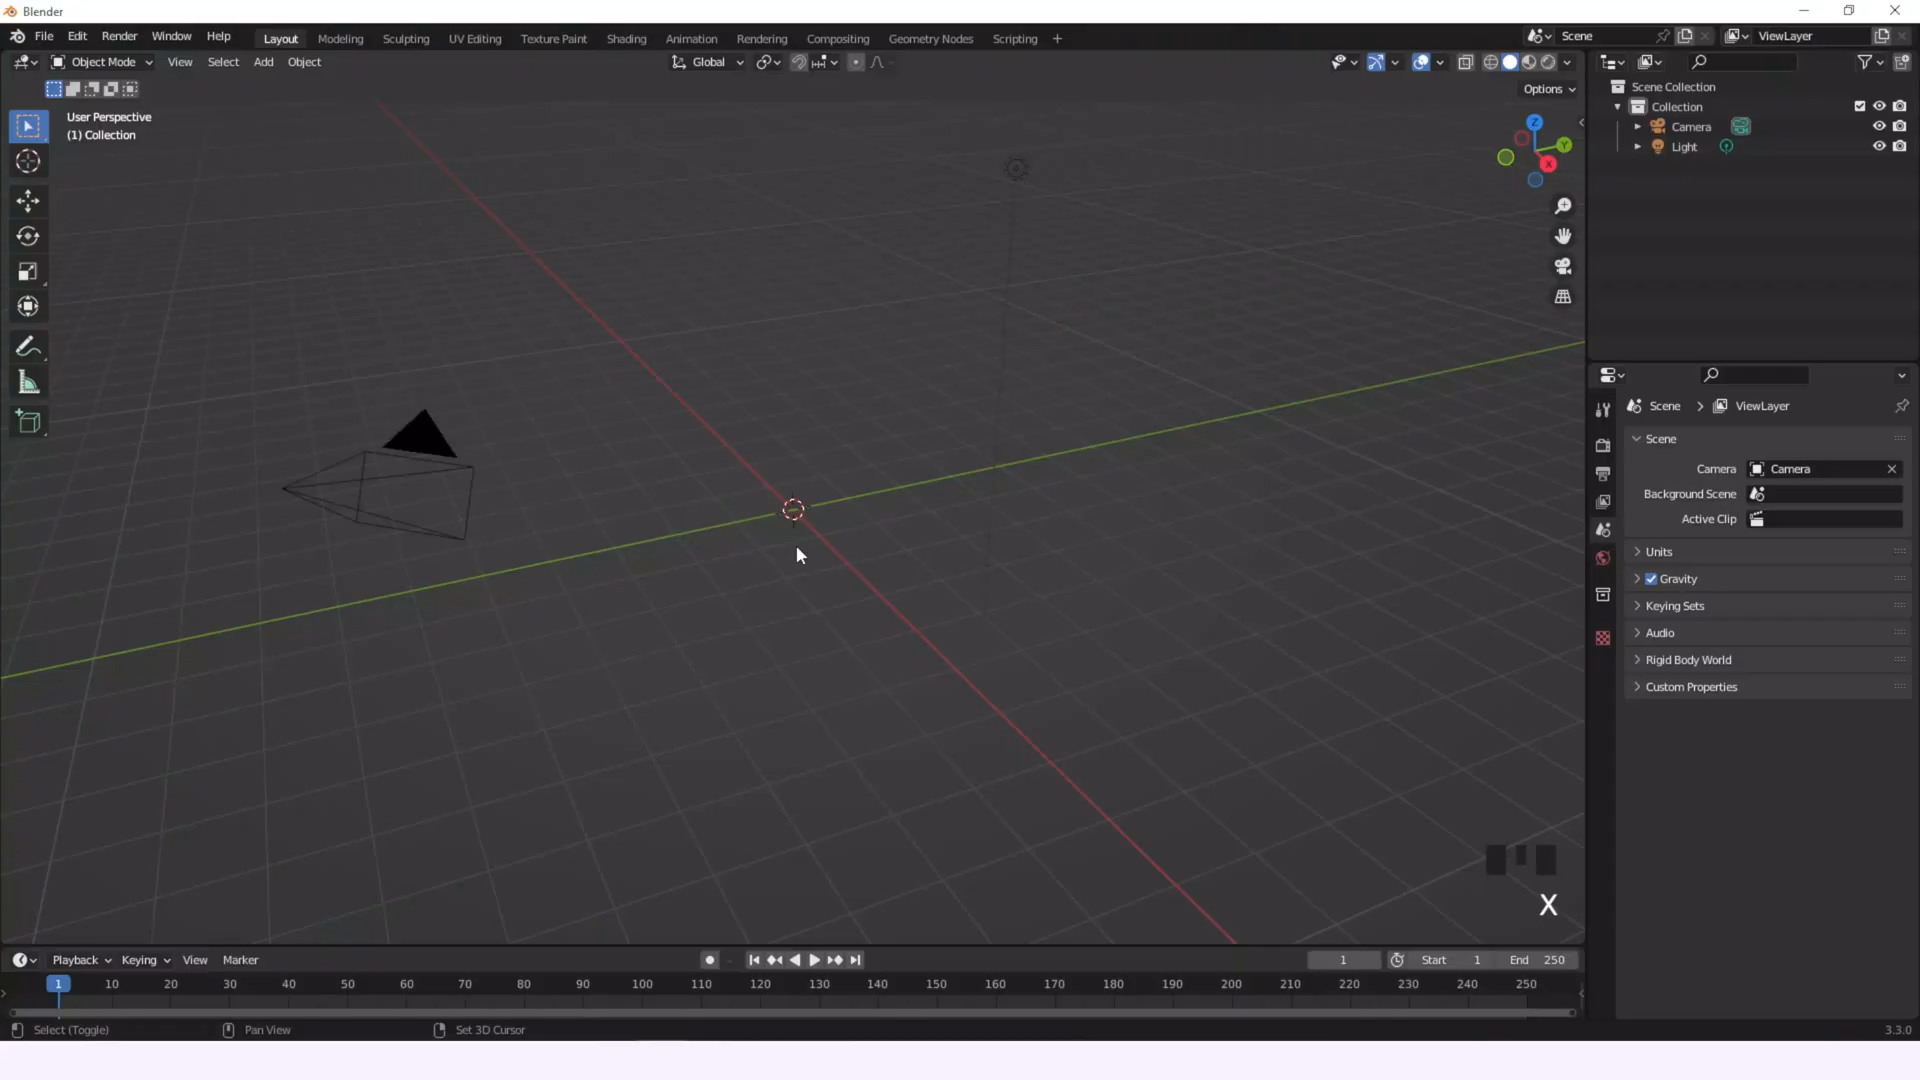 Blender
File Edit Render Window Help Layout Modeling Sculpting UV Editing Texture Paint Shading Animation Rendering Compositing Geometry Nodes Scripting + Scene ViewLayer
Object Mode View Select Add Object Global
Options
User Perspective
(1) Collection
Z
Y
X
Scene Collection
Collection
Camera
Light
Scene > ViewLayer
Scene
Camera Camera
Background Scene
Active Clip
Units
Gravity
Keying Sets
Audio
Rigid Body World
Custom Properties
X
Playback Keying View Marker 1 Start 1 End 250
1 10 20 30 40 50 60 70 80 90 100 110 120 130 140 150 160 170 180 190 200 210 220 230 240 250
Select (Toggle) Pan View Set 3D Cursor 3.3.0